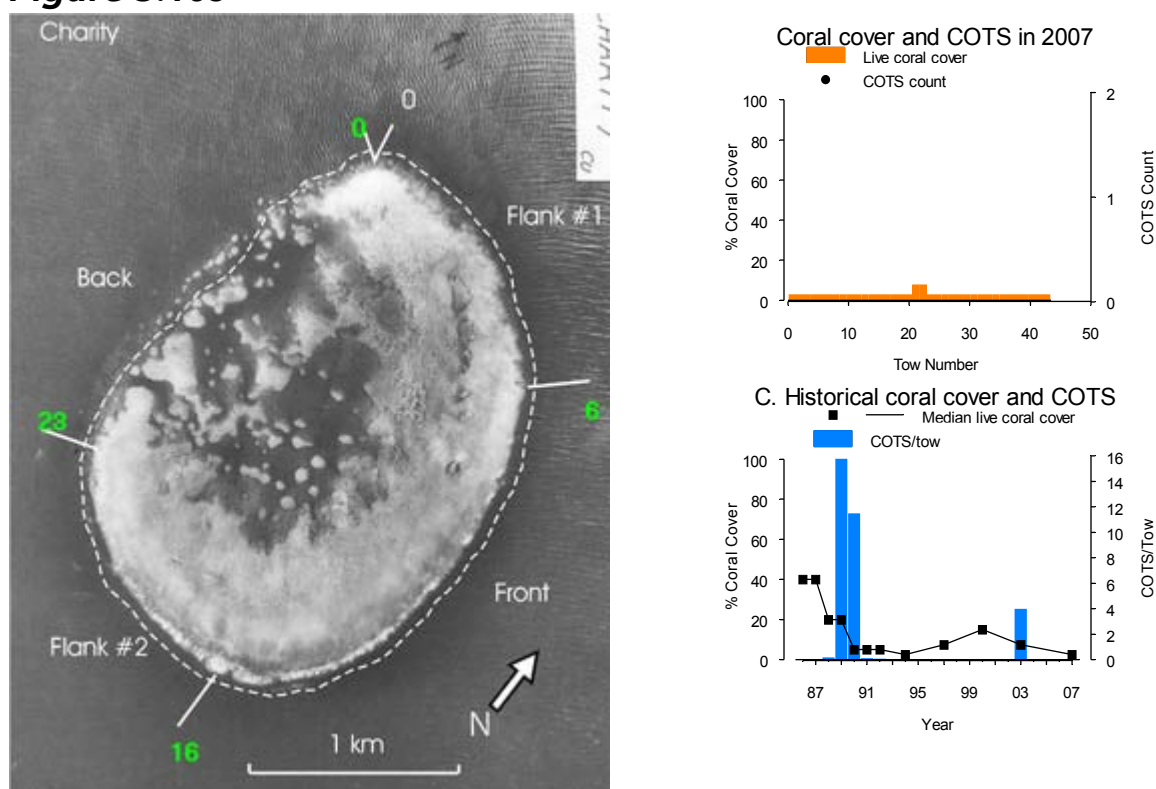 Charity
0
0
Flank #1
Back
23
6
Front
Flank #2
N
16
1 km
Coral cover and COTS in 2007
Live coral cover
COTS count
100
80
60
40
20
0
% Coral Cover
2
1
0
COTS Count
0 10 20 30 40 50
Tow Number
C. Historical coral cover and COTS
Median live coral cover
COTS/tow
100
80
60
40
20
0
% Coral Cover
16
14
12
10
8
6
4
2
0
COTS/Tow
87 91 95 99 03 07
Year